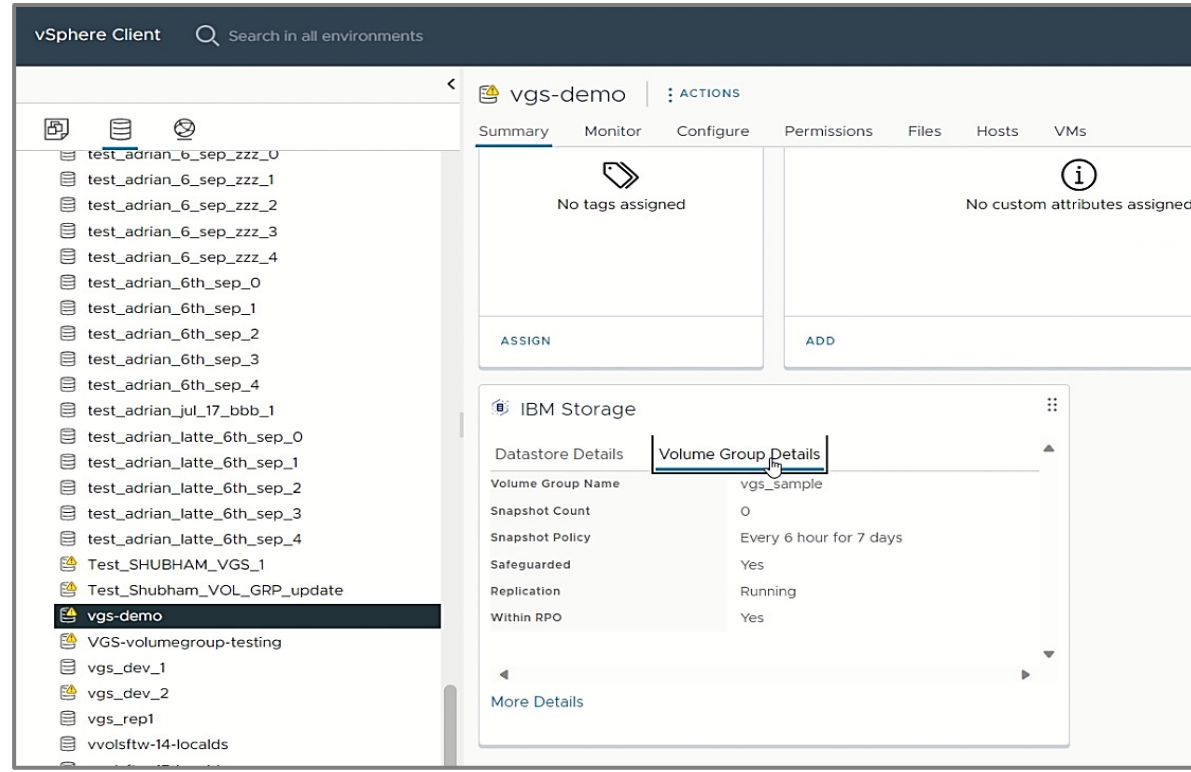 vSphere Client
Search in all environments
test_adrian_6_sep_zzz_0
test_adrian_6_sep_zzz_1
test_adrian_6_sep_zzz_2
test_adrian_6_sep_zzz_3
test_adrian_6_sep_zzz_4
test_adrian_6th_sep_0
test_adrian_6th_sep_1
test_adrian_6th_sep_2
test_adrian_6th_sep_3
test_adrian_6th_sep_4
test_adrian_jul_17_bbb_1
test_adrian_latte_6th_sep_0
test_adrian_latte_6th_sep_1
test_adrian_latte_6th_sep_2
test_adrian_latte_6th_sep_3
test_adrian_latte_6th_sep_4
Test_SHUBHAM_VGS_1
Test_Shubham_VOL_GRP_update
vgs-demo
VGS-volumegroup-testing
vgs_dev_1
vgs_dev_2
vgs_rep1
vvolsftw-14-localds
vgs-demo ACTIONS
Summary Monitor Configure Permissions Files Hosts VMs
No tags assigned
ASSIGN
No custom attributes assigned
ADD
IBM Storage
Datastore Details Volume Group Details
Volume Group Name vgs_sample
Snapshot Count 0
Snapshot Policy Every 6 hour for 7 days
Safeguarded Yes
Replication Running
Within RPO Yes
More Details